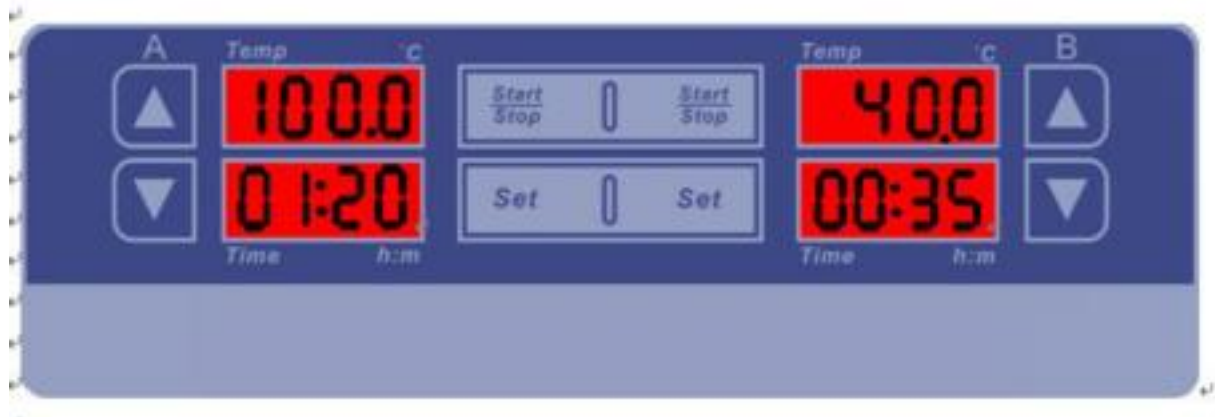 A Temp °C Temp °C B
100.0 Start Stop Start Stop 40.0
01:20 Set Set 00:35
Time h:m Time h:m